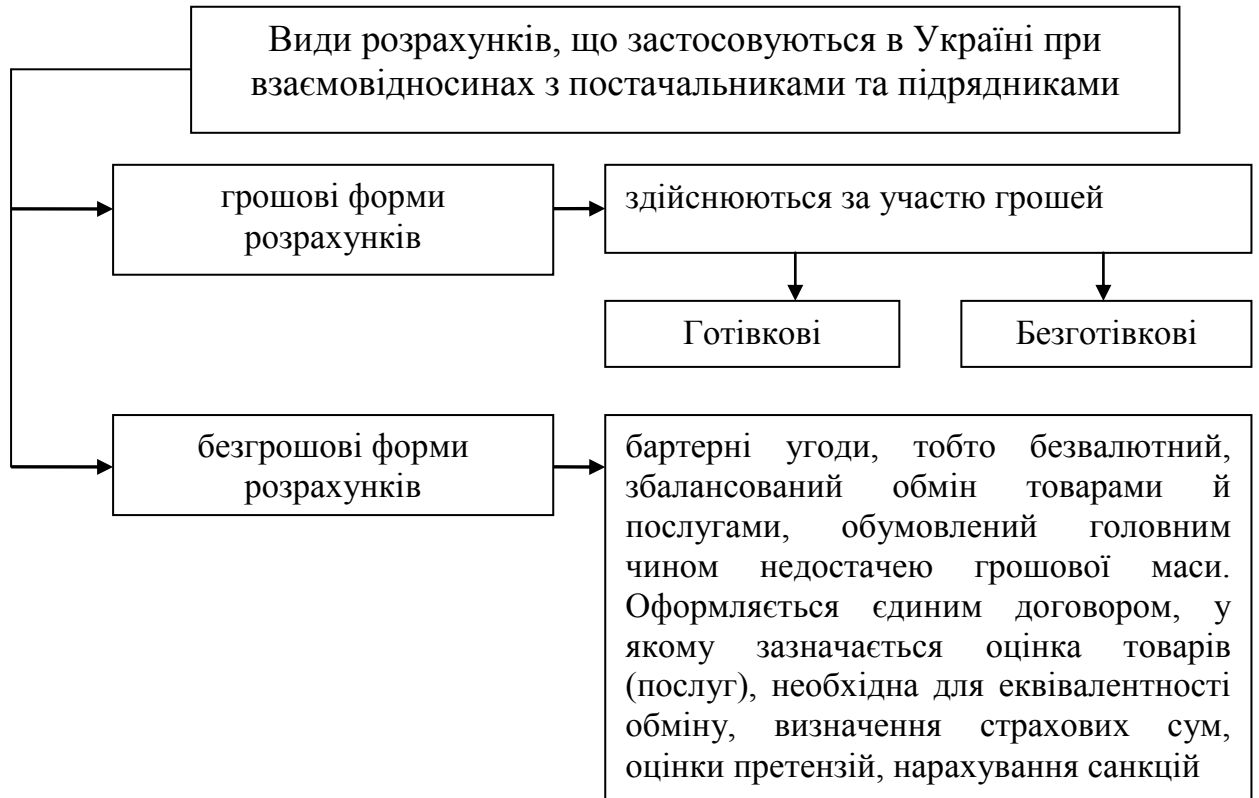 Види розрахунків, що застосовуються в Україні при
взаємовідносинах з постачальниками та підрядниками
грошові форми
розрахунків
здійснюються за участю грошей
Готівкові
Безготівкові
безгрошові форми
розрахунків
бартерні угоди, тобто безвалютний,
збалансований обмін товарами й
послугами, обумовлений головним
чином недостачею грошової маси.
Оформляється єдиним договором, у
якому зазначається оцінка товарів
(послуг), необхідна для еквівалентності
обміну, визначення страхових сум,
оцінки претензій, нарахування санкцій